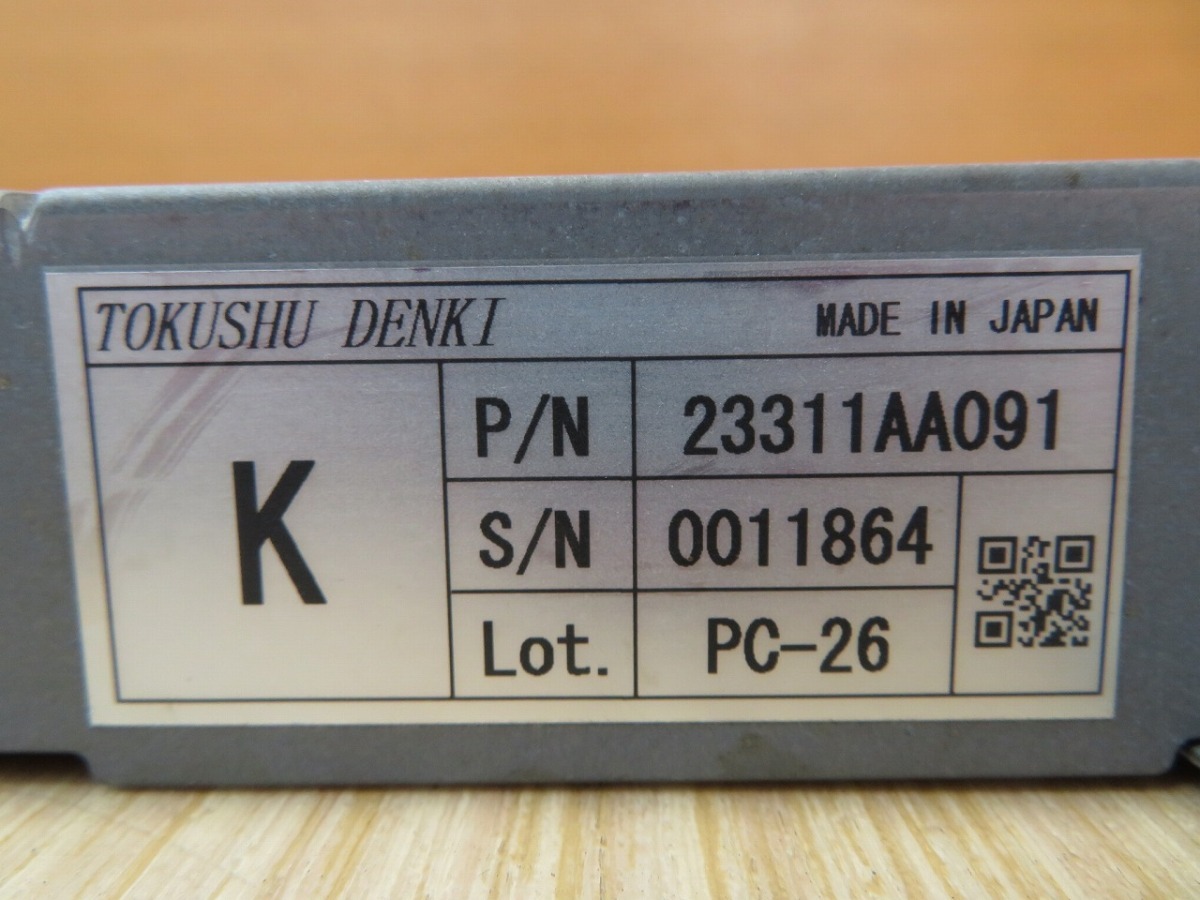 TOKUSHU DENKI MADE IN JAPAN
K
P/N 23311AA091
S/N 0011864
Lot. PC-26